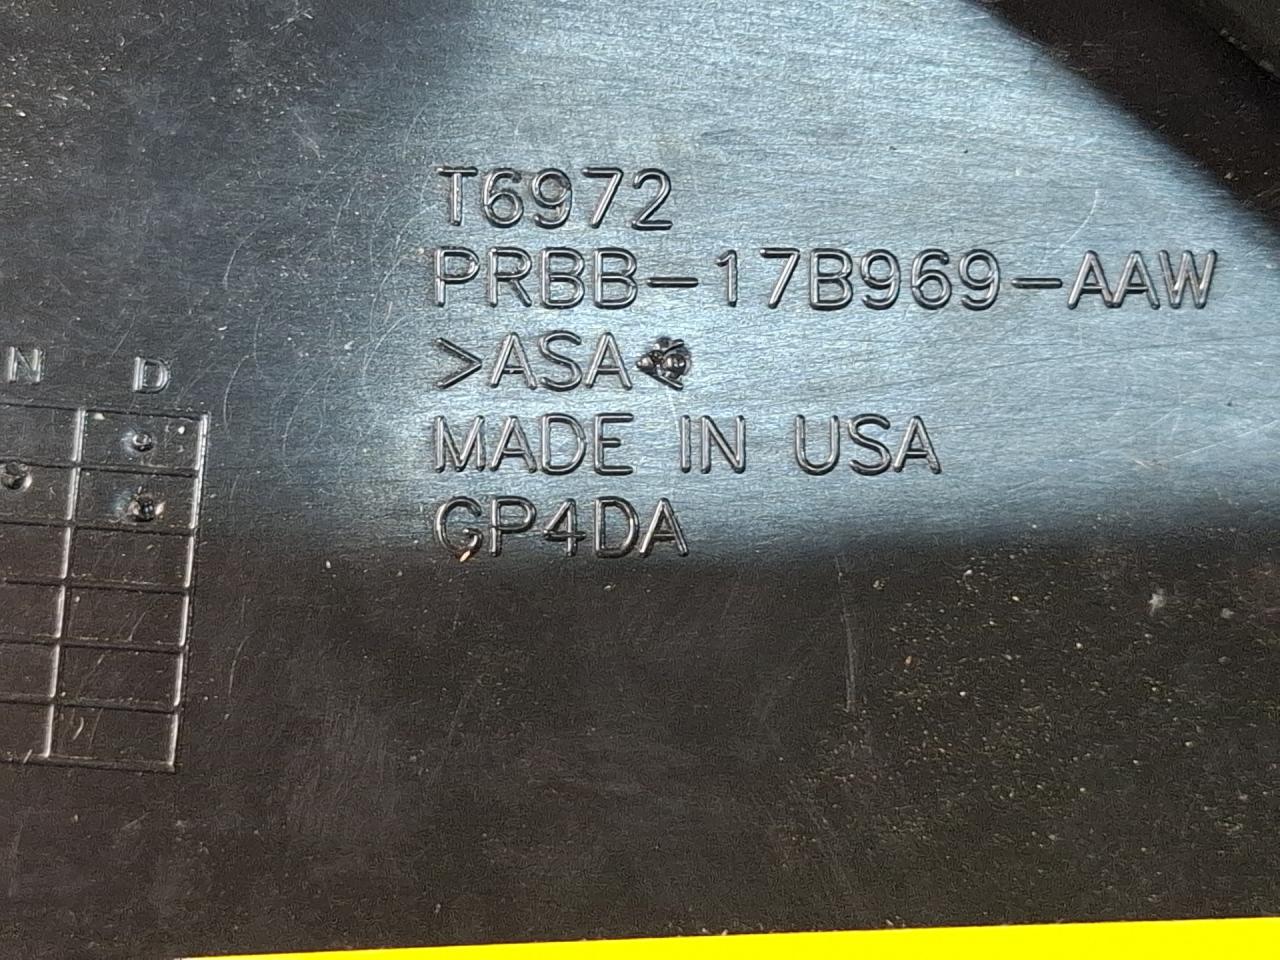 T6972
PRBB-17B969-AAW
>ASA<
MADE IN USA
GP4DA
N D